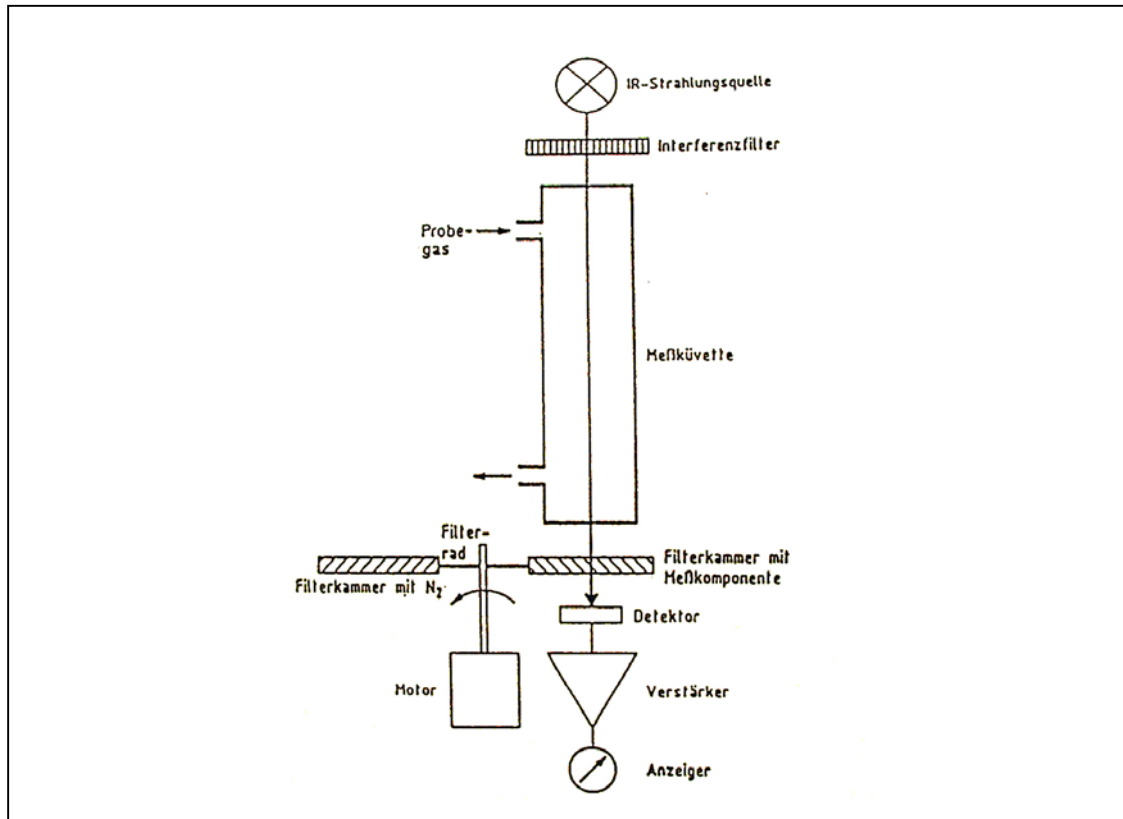 IR-Strahlungsquelle
Interferenzfilter
Probe-
gas
Meßküvette
Filter-
rad
Filterkammer mit
Meßkomponente
Filterkammer mit N₂
Detektor
Motor
Verstärker
Anzeiger